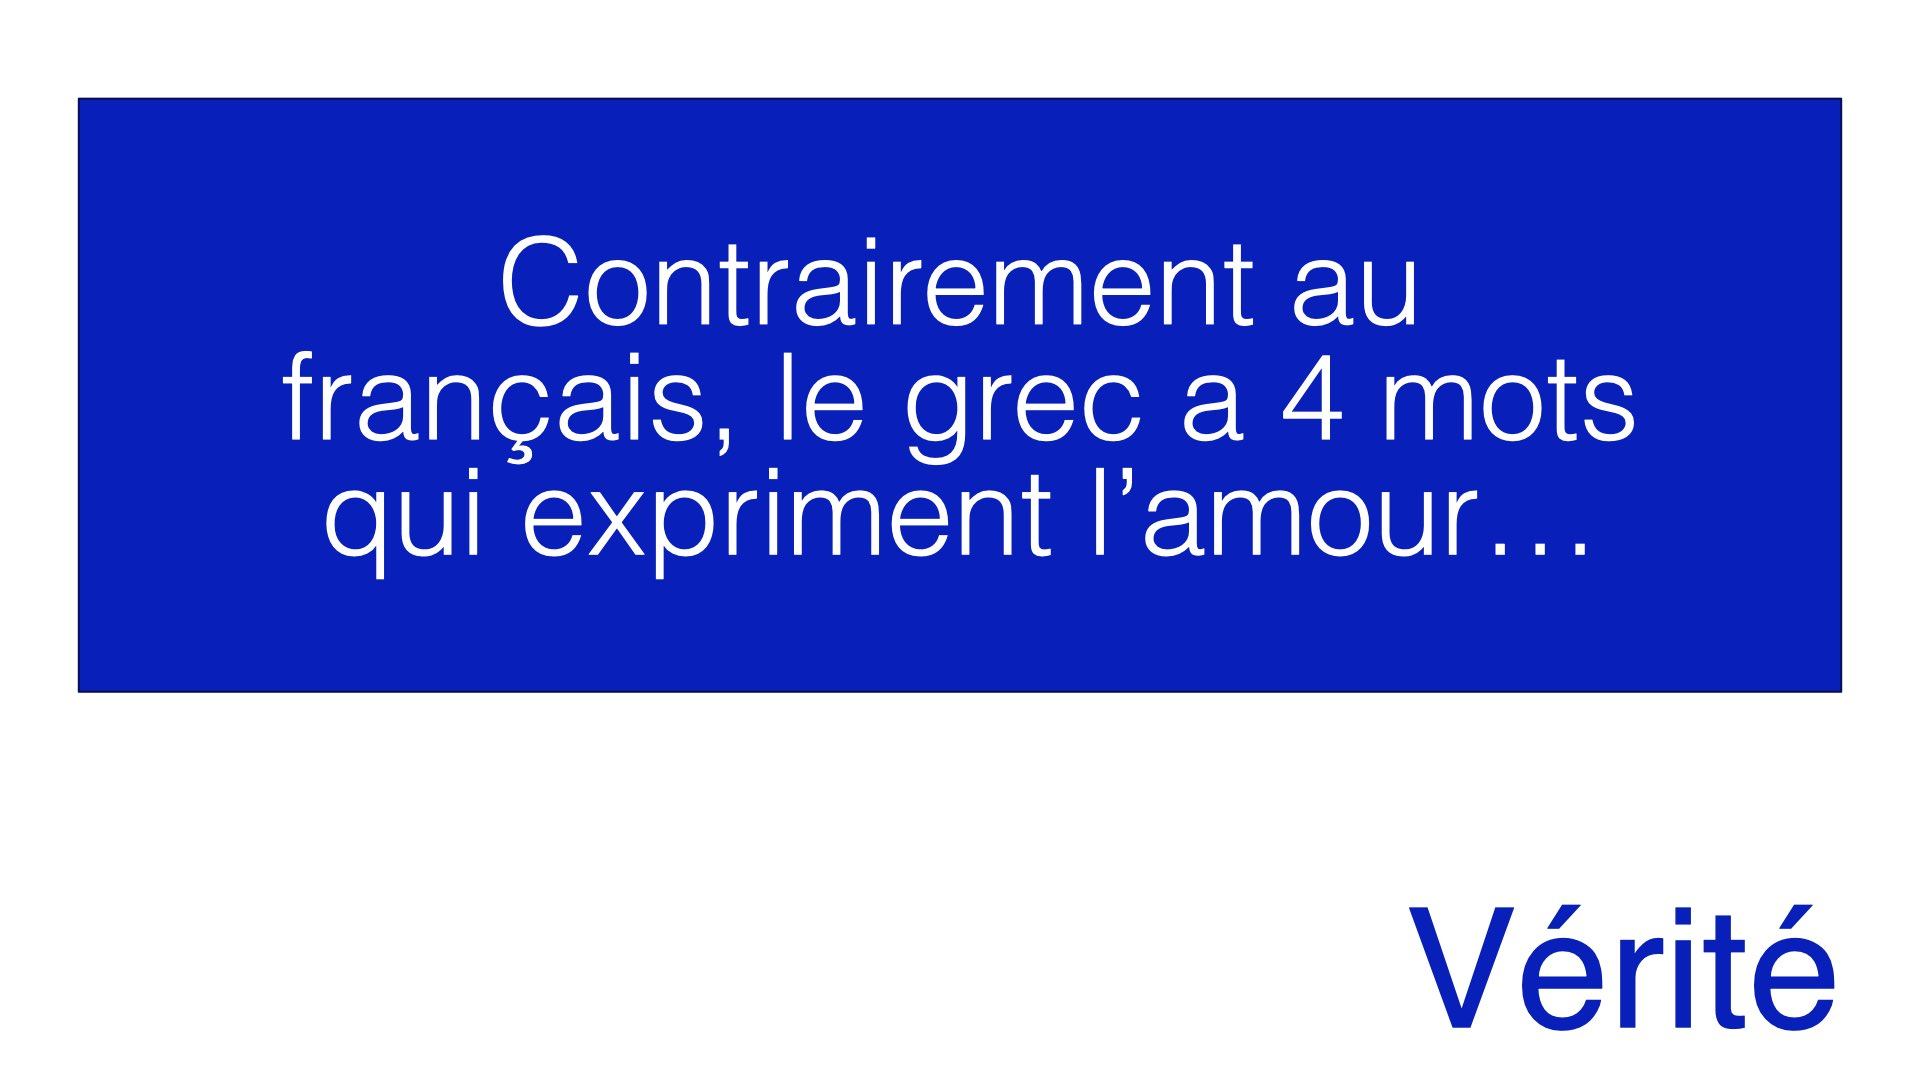 Contrairement au
français, le grec a 4 mots
qui expriment l’amour…
Vérité